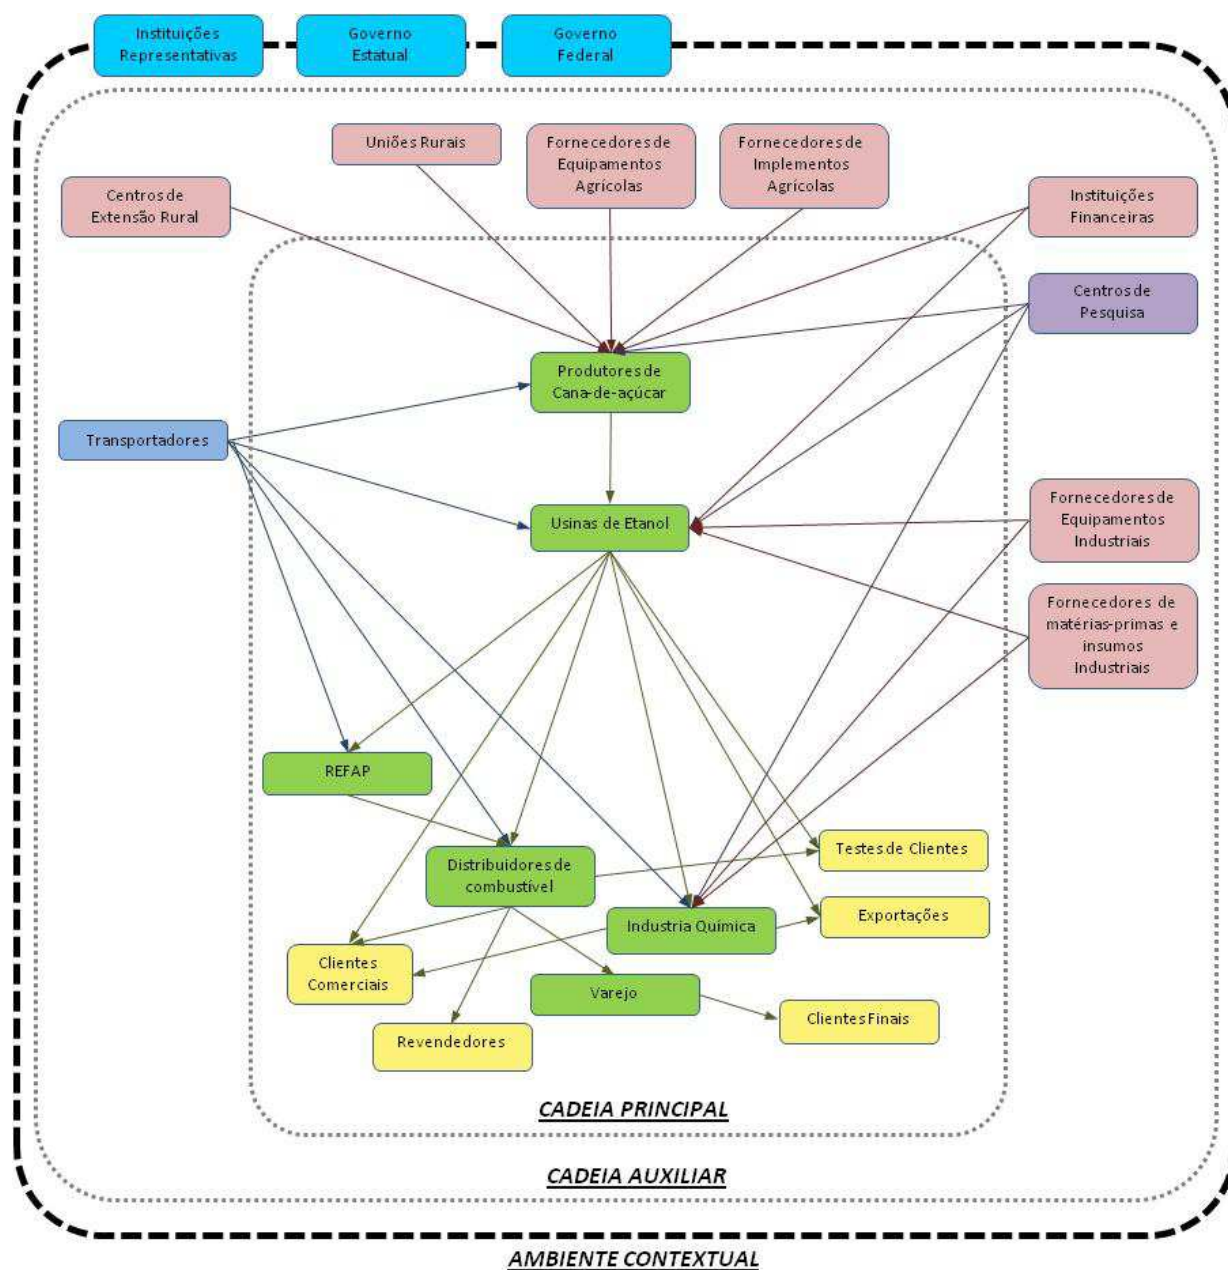 Instituições
Representativas
Governo
Estatual
Governo
Federal
Uniões Rurais
Fornecedores de
Equipamentos
Agrícolas
Fornecedores de
Implementos
Agrícolas
Centros de
Extensão Rural
Instituições
Financeiras
Centros de
Pesquisa
Produtores de
Cana-de-açúcar
Transportadores
Usinas de Etanol
Fornecedores de
Equipamentos
Industriais
Fornecedores de
matérias-primas e
insumos
Industriais
REFAP
Distribuidores de
combustível
Testes de Clientes
Industria Química
Exportações
Clientes
Comerciais
Varejo
Clientes Finais
Revendedores
CADEIA PRINCIPAL
CADEIA AUXILIAR
AMBIENTE CONTEXTUAL